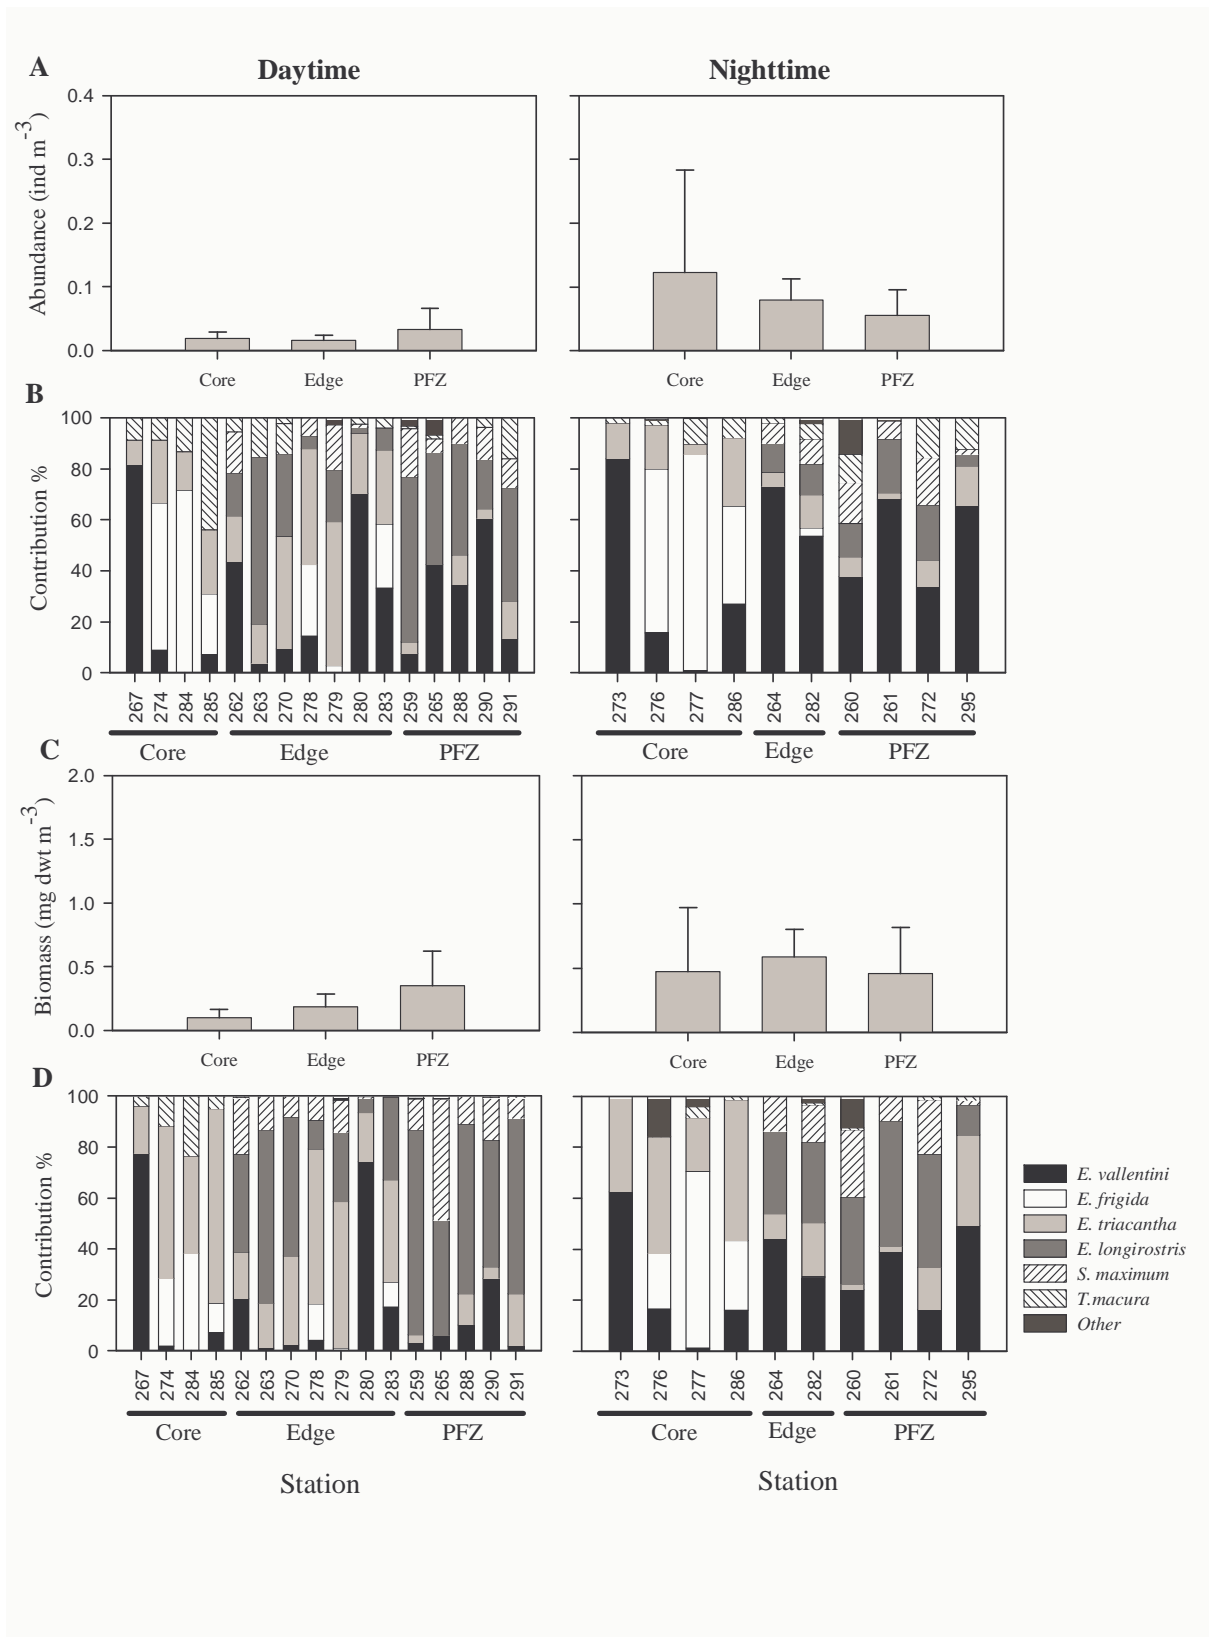 A
Daytime
Nighttime
Abundance (ind m-3)
0.4
0.3
0.2
0.1
0.0
Core Edge PFZ
Core Edge PFZ
B
Contribution %
100
80
60
40
20
0
267 274 284 285 262 263 270 278 279 280 283 259 265 288 290 291
273 276 277 286 264 282 260 261 272 295
Core Edge PFZ
Core Edge PFZ
C
Biomass (mg dwt m-3)
2.0
1.5
1.0
0.5
0.0
Core Edge PFZ
Core Edge PFZ
D
Contribution %
100
80
60
40
20
0
E. vallentini
E. frigida
E. triacantha
E. longirostris
S. maximum
T.macura
Other
267 274 284 285 262 263 270 278 279 280 283 259 265 288 290 291
273 276 277 286 264 282 260 261 272 295
Core Edge PFZ
Core Edge PFZ
Station
Station